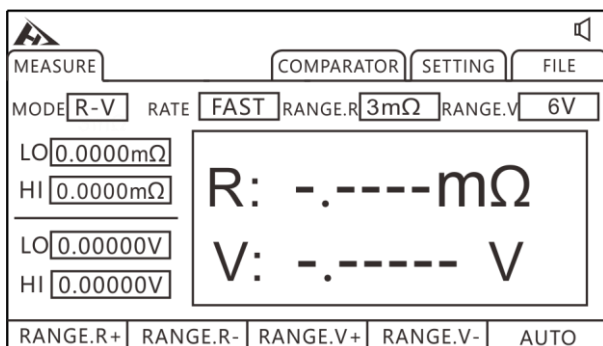 MEASURE COMPARATOR SETTING FILE
MODE R-V RATE FAST RANGE.R 3mΩ RANGE.V 6V
LO 0.0000mΩ
HI 0.0000mΩ
R: -.----mΩ
LO 0.00000V
HI 0.00000V
V: -.----- V
RANGE.R+ RANGE.R- RANGE.V+ RANGE.V- AUTO